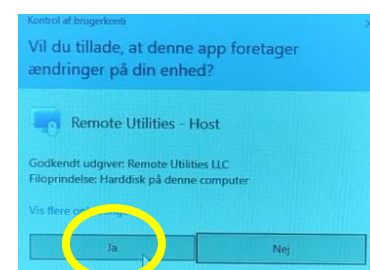 Kontrol af brugerkonti
Vil du tillade, at denne app foretager
ændringer på din enhed?
Remote Utilities - Host
Godkendt udgiver: Remote Utilities LLC
Filoprindelse: Harddisk på denne computer
Vis flere
Ja
Nej